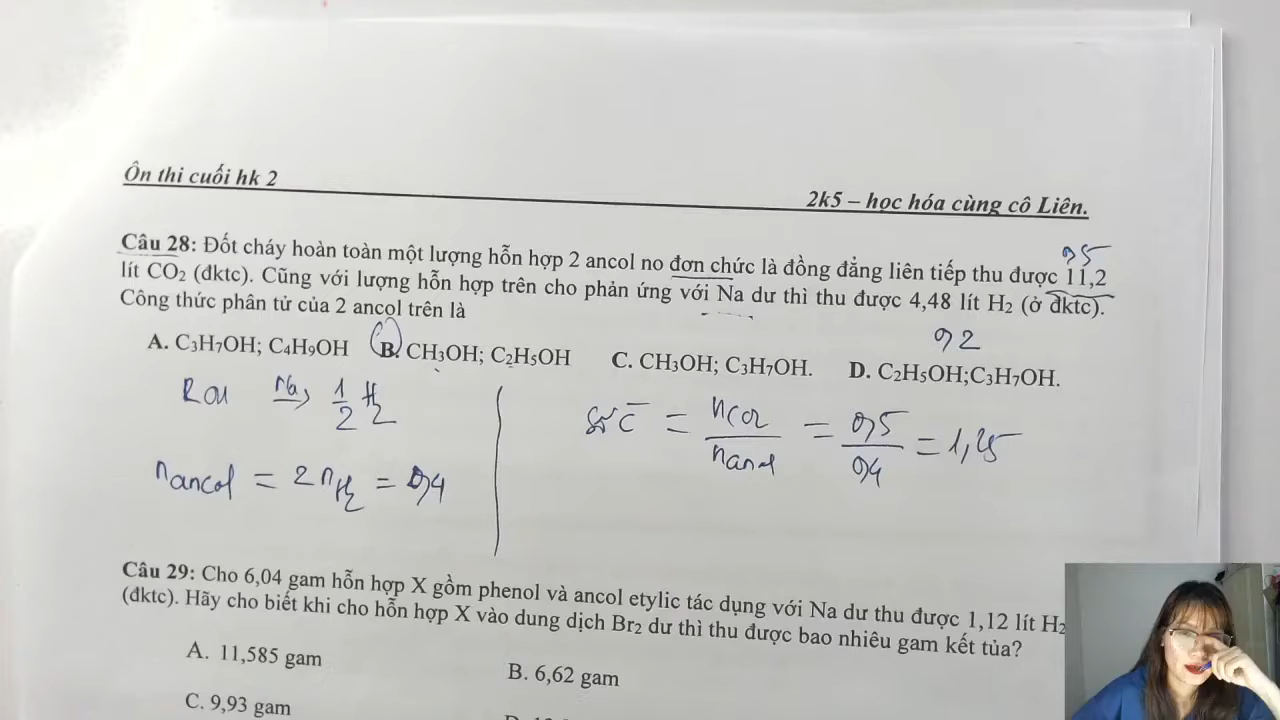 Ôn thi cuối hk 2
2k5 – học hóa cùng cô Liên.
0,5
Câu 28: Đốt cháy hoàn toàn một lượng hỗn hợp 2 ancol no đơn chức là đồng đẳng liên tiếp thu được 11,2
lít CO₂ (đktc). Cũng với lượng hỗn hợp trên cho phản ứng với Na dư thì thu được 4,48 lít H₂ (ở đktc).
Công thức phân tử của 2 ancol trên là
0,2
A. C₃H₇OH; C₄H₉OH B. CH₃OH; C₂H₅OH C. CH₃OH; C₃H₇OH. D. C₂H₅OH;C₃H₇OH.
ROH Na→ 1/2 H₂
số C̄ = nCO₂/nancol = 0,5/0,4 = 1,25
nancol = 2nH₂ = 0,4
Câu 29: Cho 6,04 gam hỗn hợp X gồm phenol và ancol etylic tác dụng với Na dư thu được 1,12 lít H₂
(đktc). Hãy cho biết khi cho hỗn hợp X vào dung dịch Br₂ dư thì thu được bao nhiêu gam kết tủa?
A. 11,585 gam B. 6,62 gam
C. 9,93 gam